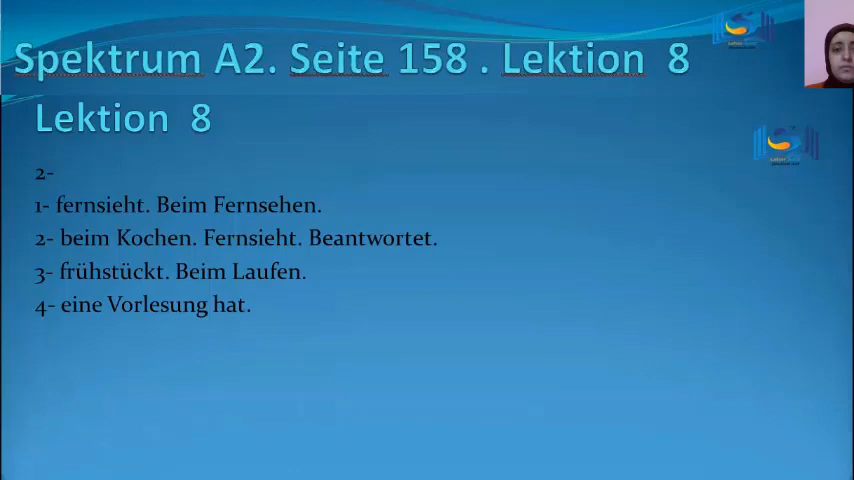 Spektrum A2. Seite 158 . Lektion 8
Lektion 8
2-
1- fernsieht. Beim Fernsehen.
2- beim Kochen. Fernsieht. Beantwortet.
3- frühstückt. Beim Laufen.
4- eine Vorlesung hat.